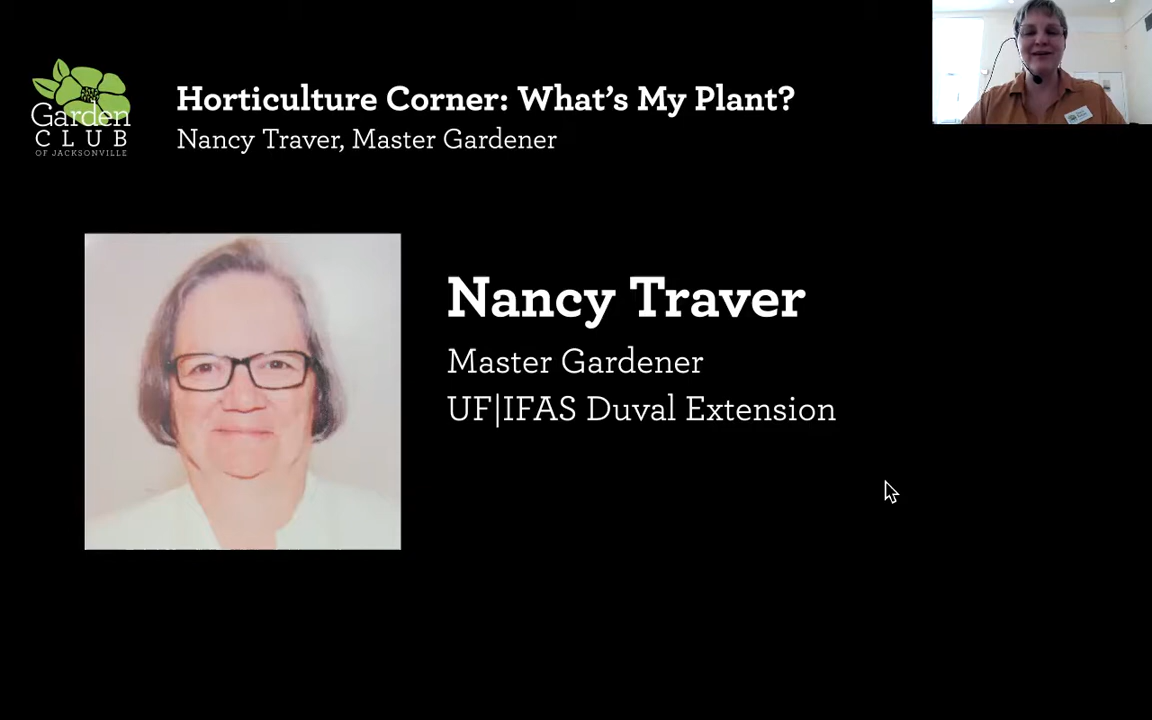 Garden
CLUB
OF JACKSONVILLE
Horticulture Corner: What's My Plant?
Nancy Traver, Master Gardener
Nancy Traver
Master Gardener
UF|IFAS Duval Extension